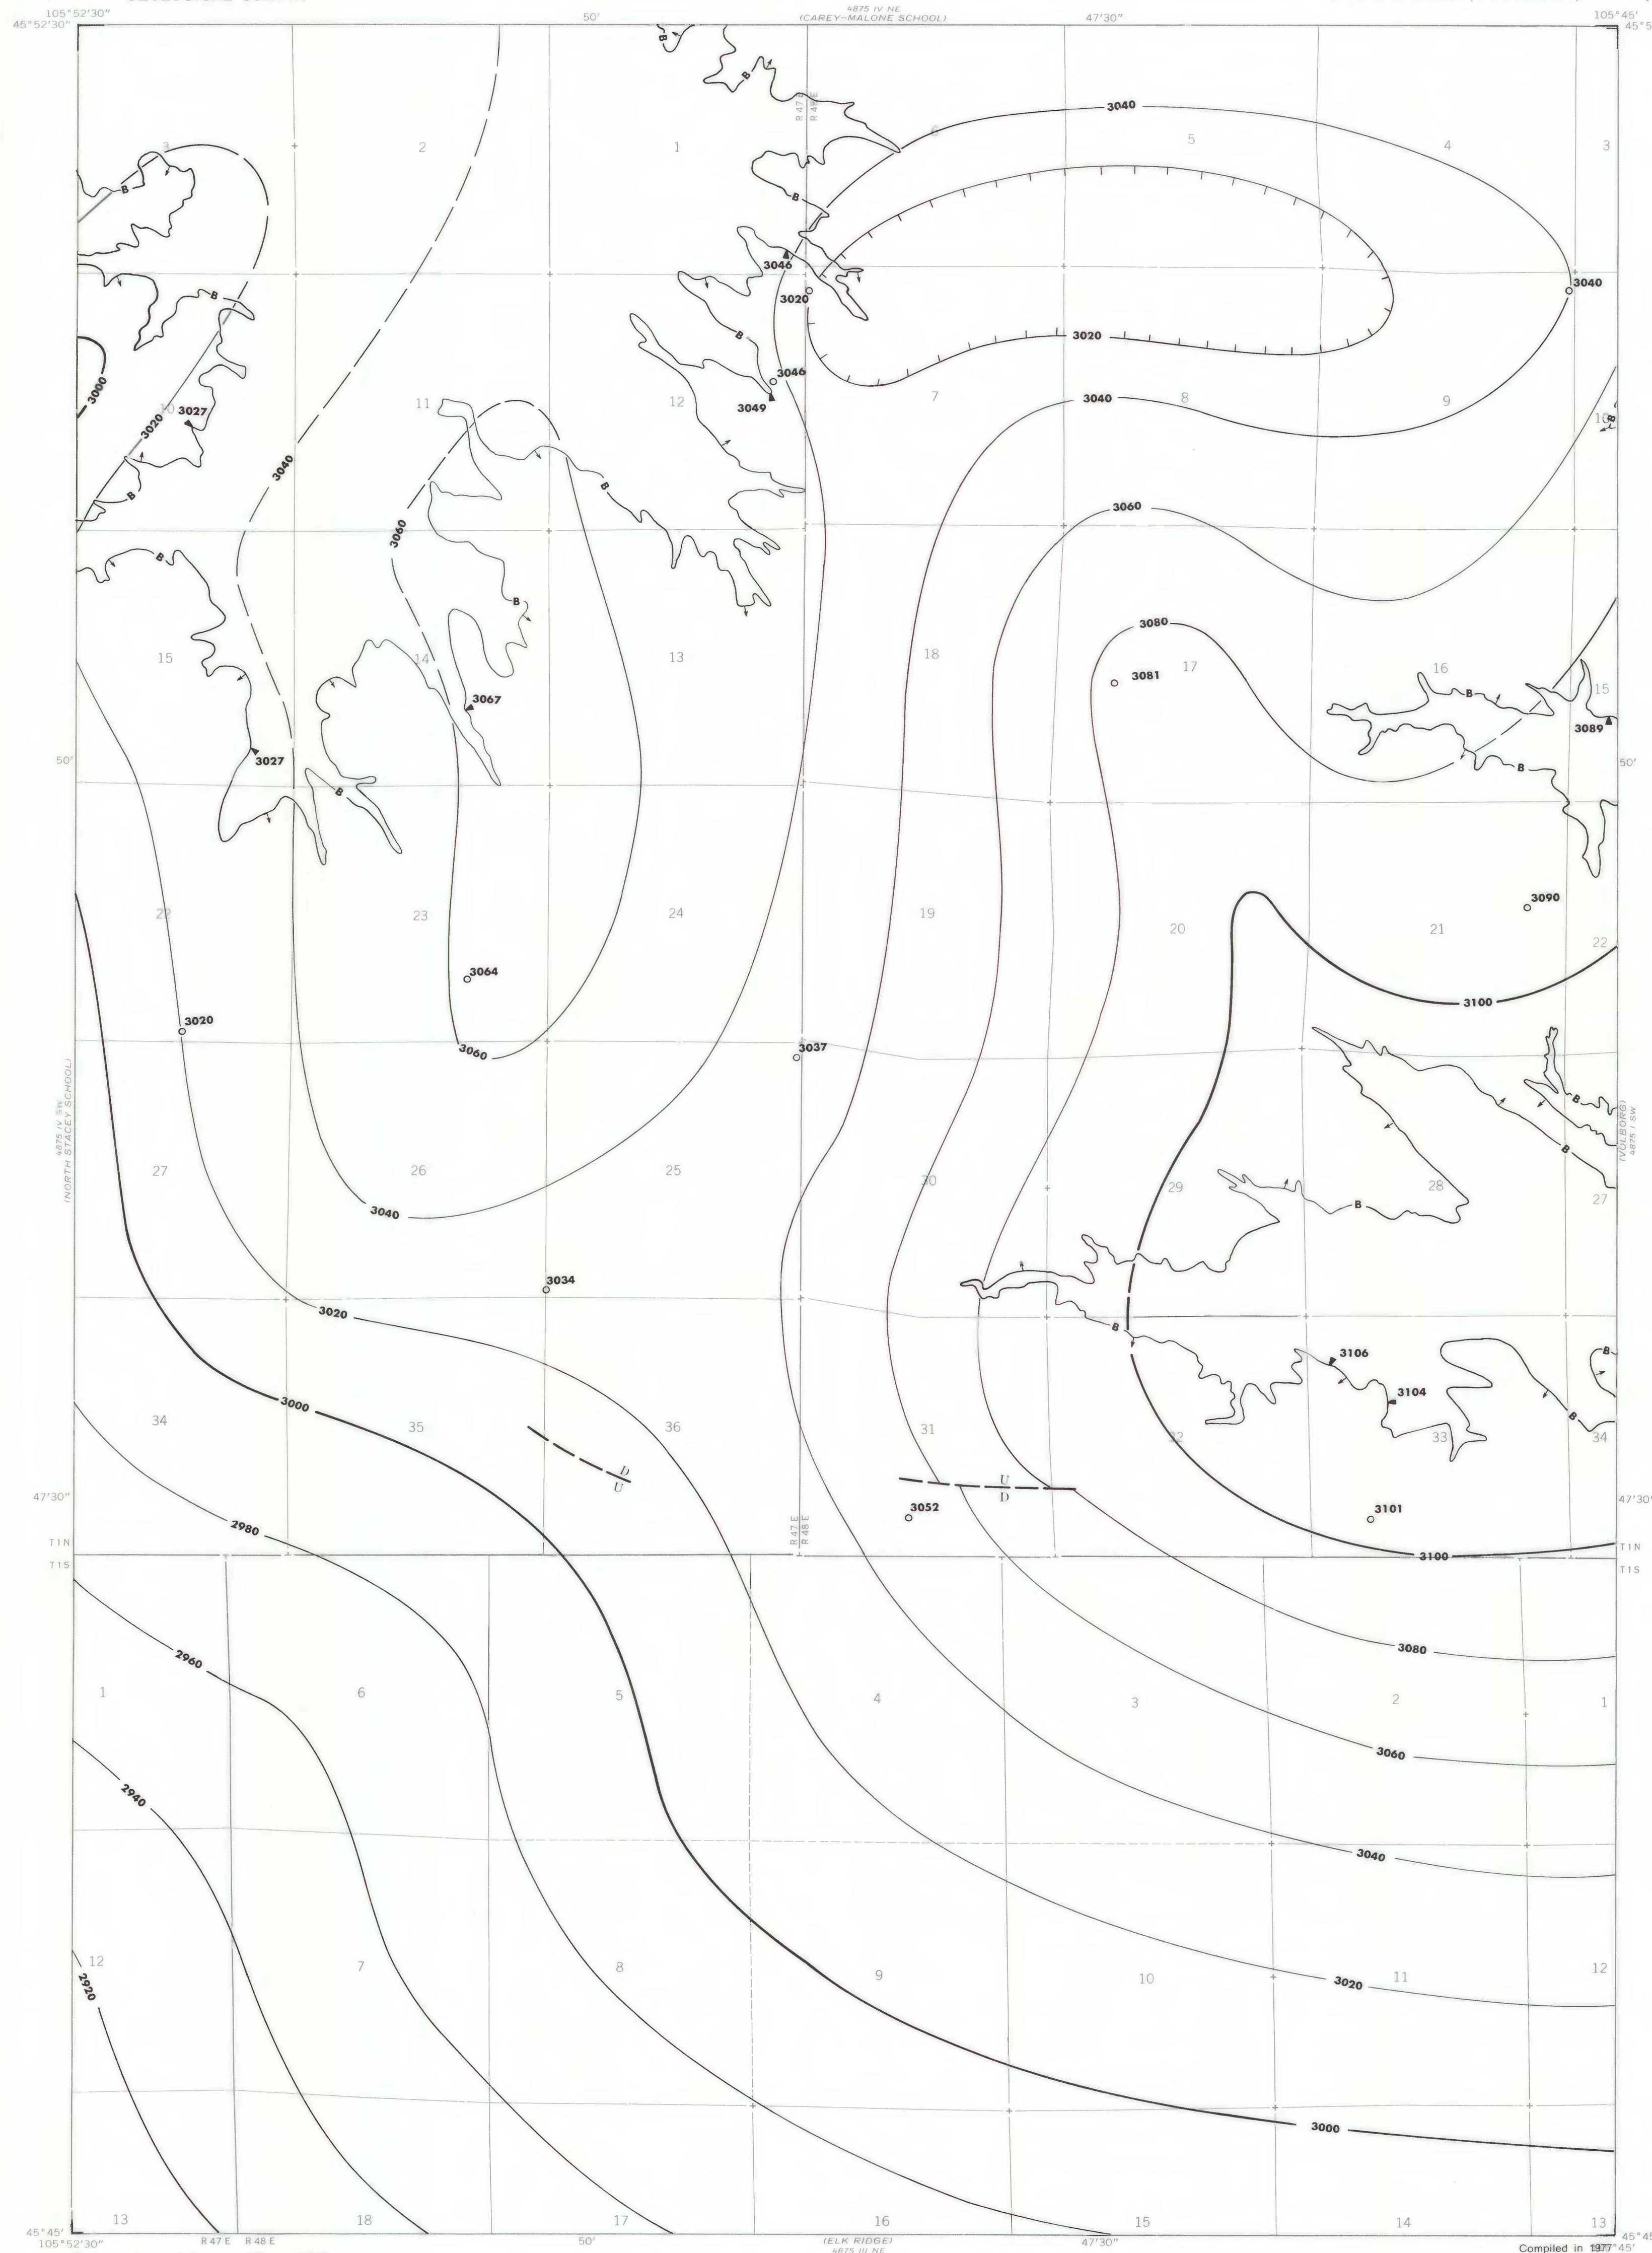 4875 IV NE
105°52'30" 50' (CAREY-MALONE SCHOOL) 47'30" 105°45'
45°52'30"
B
B
R 47 E R 48 E
3040
6 5 4 3
3 2 1
B
B
3046
3020
3040
B
B
3020
3000
3046
3049
3040
10 3027 11 12 7 8 9 10
B
3020
3040
B
B
3060
3060
B
B
3080
15 14 13 18 17 16 15
3081
B
3067
3089
50' 3027 50'
B
B
3090
22 23 24 19 20 21 22
3064
3100
3020
3060
3037
4875 IV SW
(NORTH STACEY SCHOOL)
(VOLBORG)
4875 I SW
B
B
27 26 25 30 29 28 27
3040
B
3034
3020
B
3106
B
3104
3000
B
34 35 36 31 32 33 34
D
U
U
D
47'30" 47'30"
3052
3101
2980
R 47 E R 48 E
T 1 N T 1 N
3100
T 1 S T 1 S
3080
2960
1 6 5 4 3 2 1
3060
2940
3040
12 7 8 9 10 11 12
2920
3020
3000
13 18 17 16 15 14 13
45°45'
105°52'30" R 47 E R 48 E 50' (ELK RIDGE) 47'30"
4875 III NE
Compiled in 1977